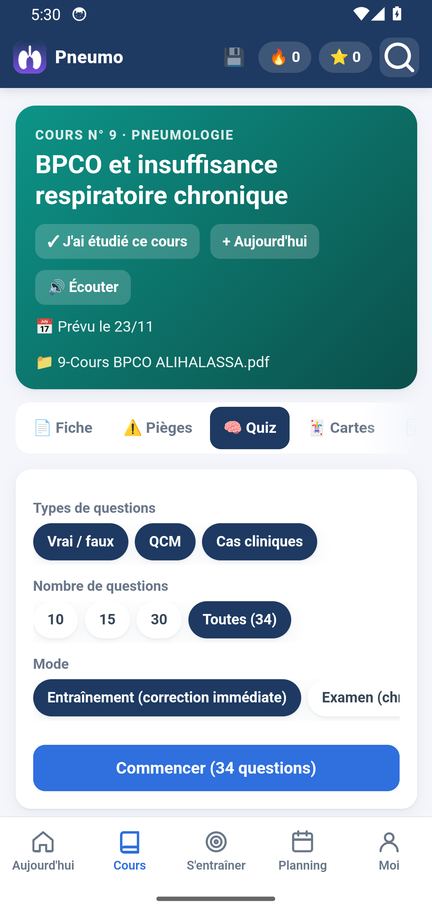 5:30
Pneumo
💾
🔥 0
⭐ 0
COURS N° 9 · PNEUMOLOGIE
BPCO et insuffisance
respiratoire chronique
✓ J'ai étudié ce cours
+ Aujourd'hui
🔊 Écouter
📅 Prévu le 23/11
📁 9-Cours BPCO ALIHALASSA.pdf
📄 Fiche
⚠️ Pièges
🧠 Quiz
🃏 Cartes
Types de questions
Vrai / faux
QCM
Cas cliniques
Nombre de questions
10
15
30
Toutes (34)
Mode
Entraînement (correction immédiate)
Examen (chr
Commencer (34 questions)
Aujourd'hui
Cours
S'entraîner
Planning
Moi